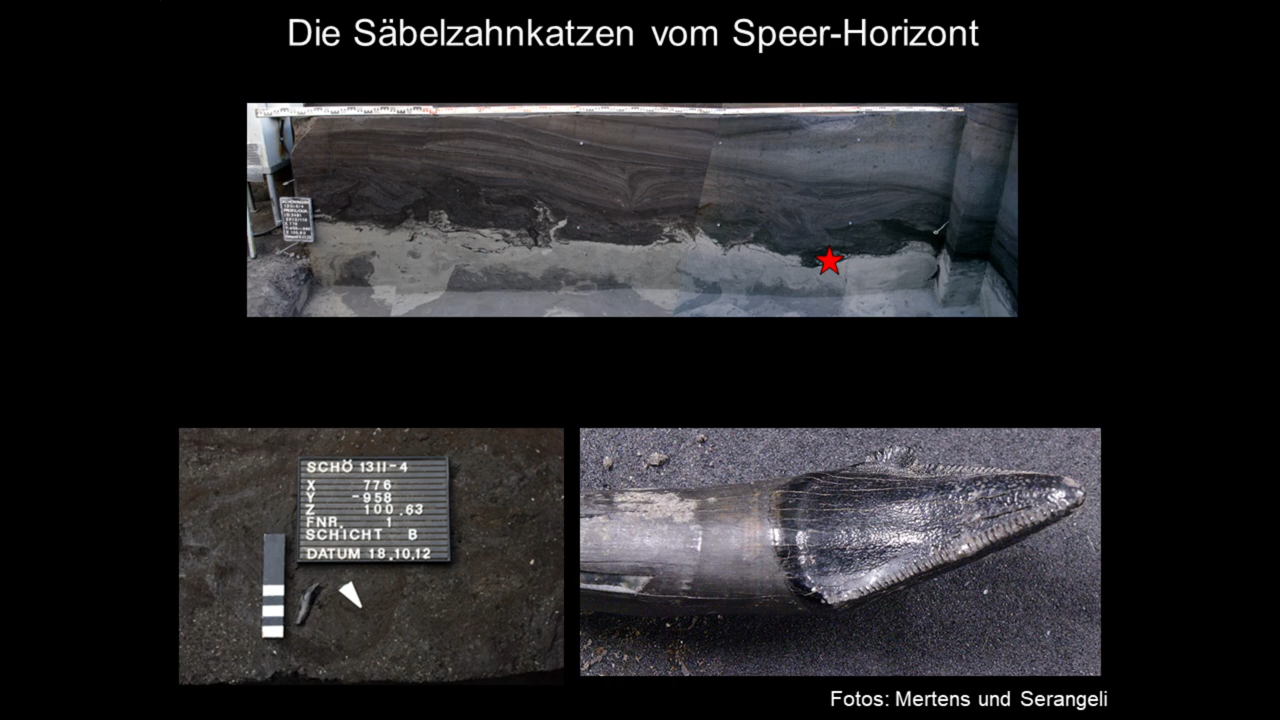 Die Säbelzahnkatzen vom Speer-Horizont
SCHÖ 13II-4
X 776
Y -958
Z 100,63
FNR. 1
SCHICHT B
DATUM 18,10,12
Fotos: Mertens und Serangeli